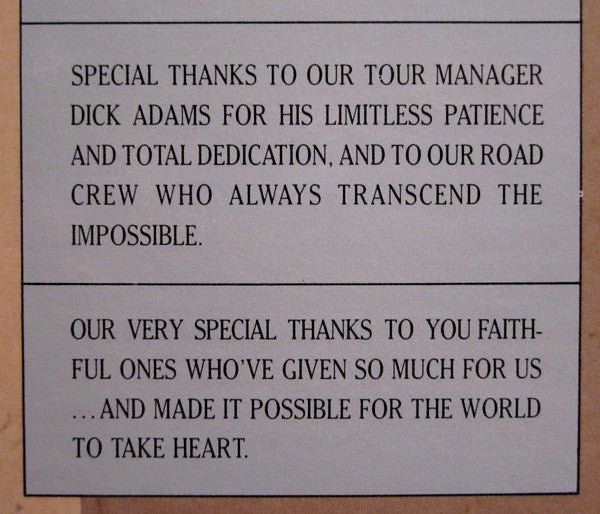 SPECIAL THANKS TO OUR TOUR MANAGER
DICK ADAMS FOR HIS LIMITLESS PATIENCE
AND TOTAL DEDICATION, AND TO OUR ROAD
CREW WHO ALWAYS TRANSCEND THE
IMPOSSIBLE.
OUR VERY SPECIAL THANKS TO YOU FAITH-
FUL ONES WHO'VE GIVEN SO MUCH FOR US
...AND MADE IT POSSIBLE FOR THE WORLD
TO TAKE HEART.